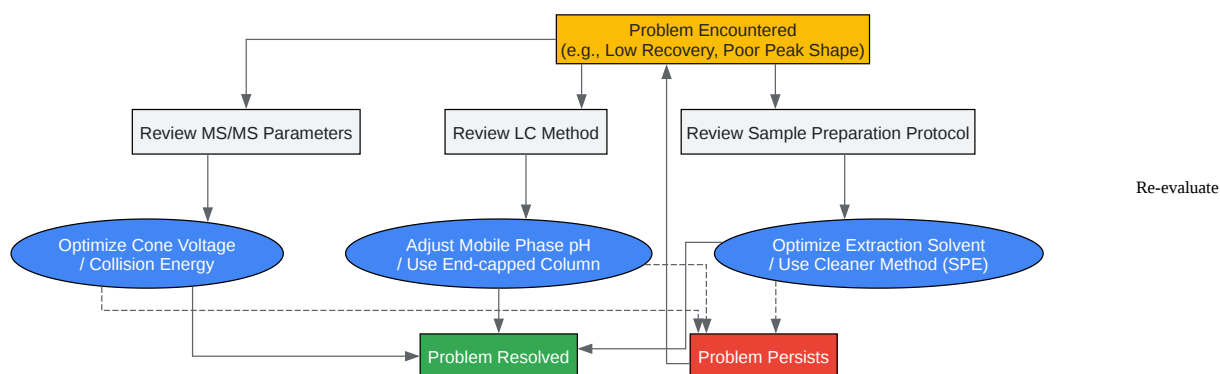 Problem Encountered
(e.g., Low Recovery, Poor Peak Shape)
Review MS/MS Parameters
Review LC Method
Review Sample Preparation Protocol
Re-evaluate
Optimize Cone Voltage
/ Collision Energy
Adjust Mobile Phase pH
/ Use End-capped Column
Optimize Extraction Solvent
/ Use Cleaner Method (SPE)
Problem Resolved
Problem Persists